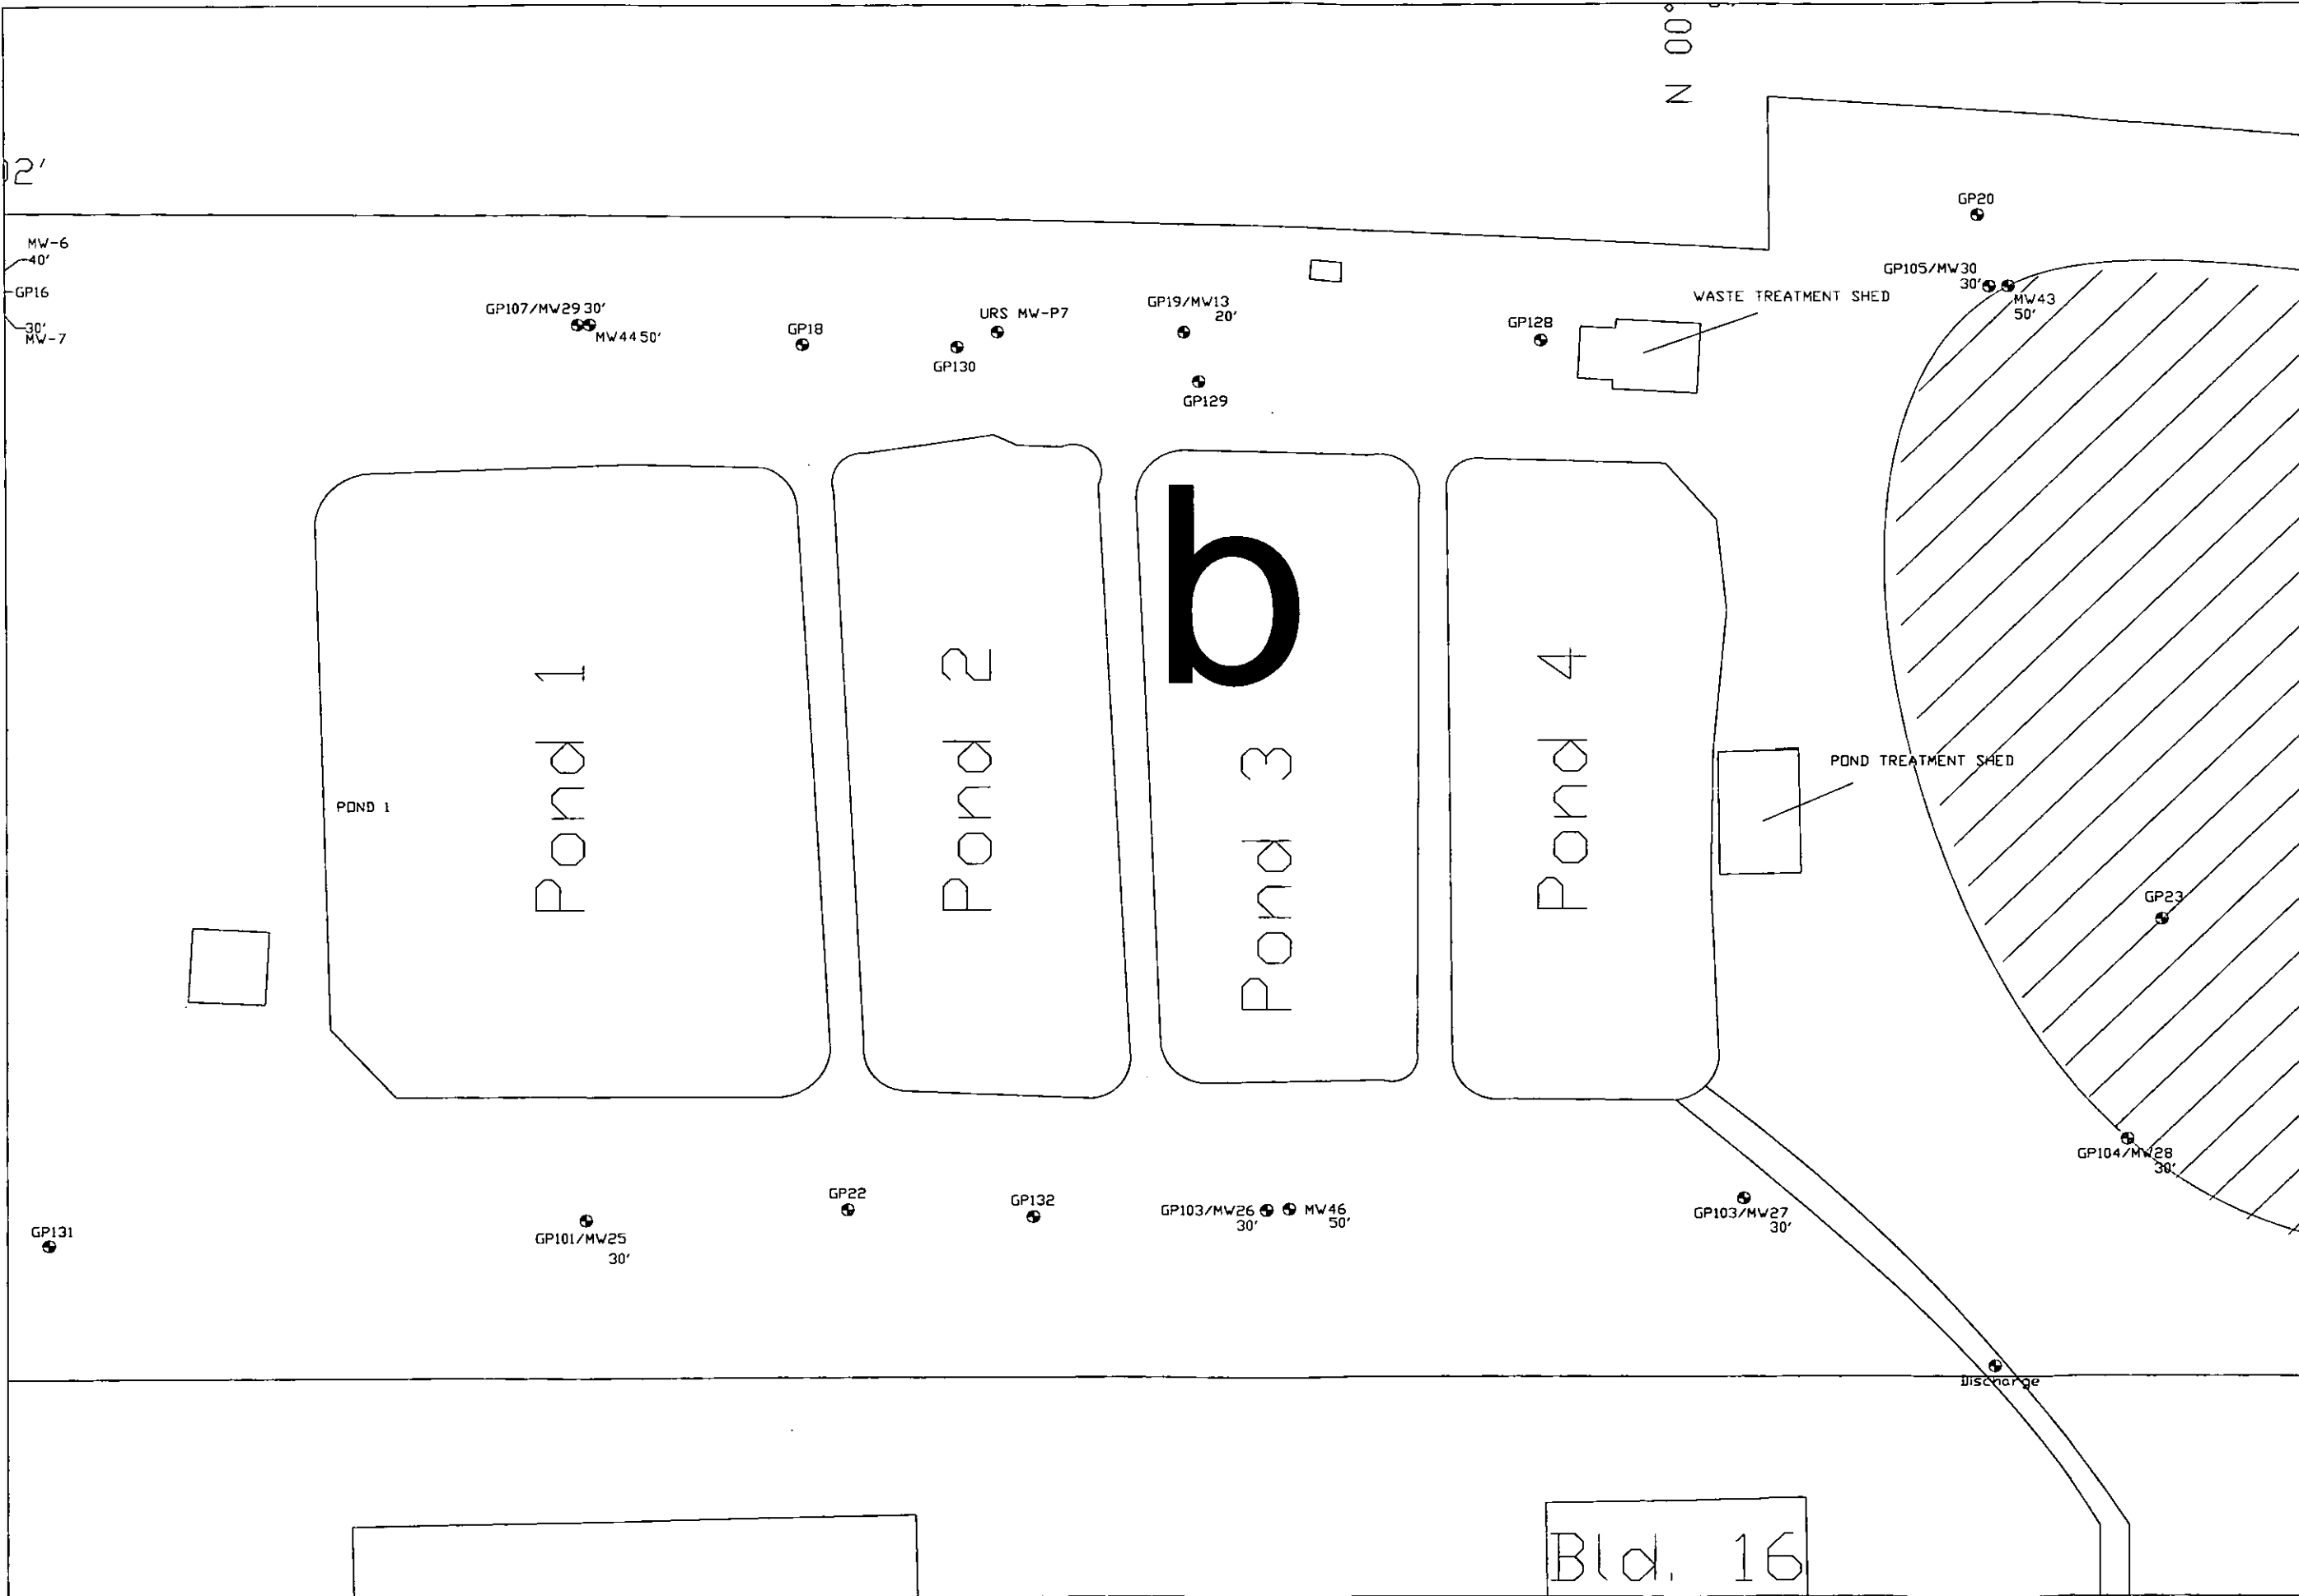 N 00°
2'
MW-6
40'
GP16
30'
MW-7
GP20
GP105/MW30
30'
MW43
50'
WASTE TREATMENT SHED
GP107/MW29 30'
MW44 50'
GP18
URS MW-P7
GP130
GP19/MW13
20'
GP129
GP128
b
Pond 1
Pond 2
Pond 3
Pond 4
POND 1
POND TREATMENT SHED
GP23
GP104/MW28
30'
GP131
GP101/MW25
30'
GP22
GP132
GP103/MW26
30'
MW46
50'
GP103/MW27
30'
Discharge
Bld. 16